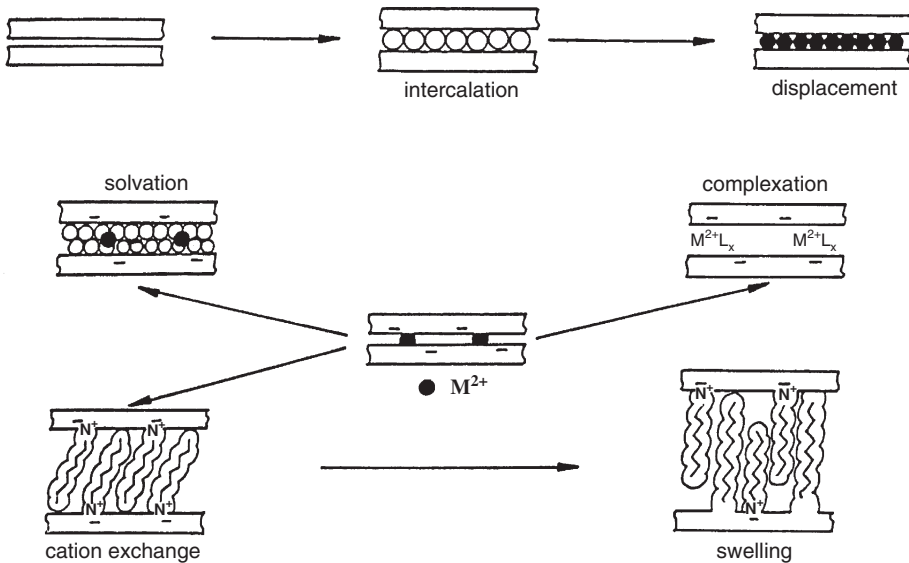 intercalation
displacement
solvation
complexation
M²⁺Lₓ M²⁺Lₓ
M²⁺
N⁺ N⁺
N⁺ N⁺
N⁺ N⁺
N⁺
cation exchange
swelling